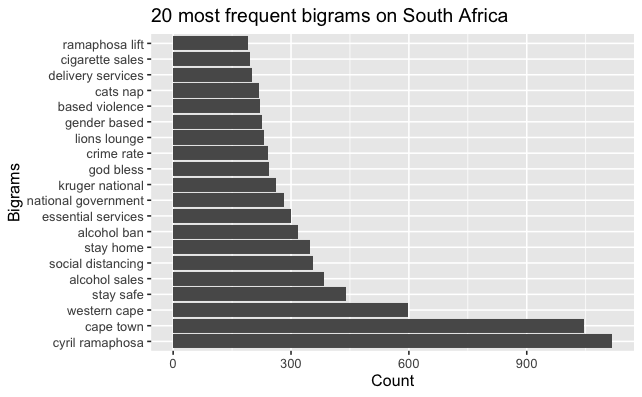 20 most frequent bigrams on South Africa
ramaphosa lift
cigarette sales
delivery services
cats nap
based violence
gender based
lions lounge
crime rate
god bless
kruger national
national government
essential services
alcohol ban
stay home
social distancing
alcohol sales
stay safe
western cape
cape town
cyril ramaphosa
Bigrams
0 300 600 900
Count